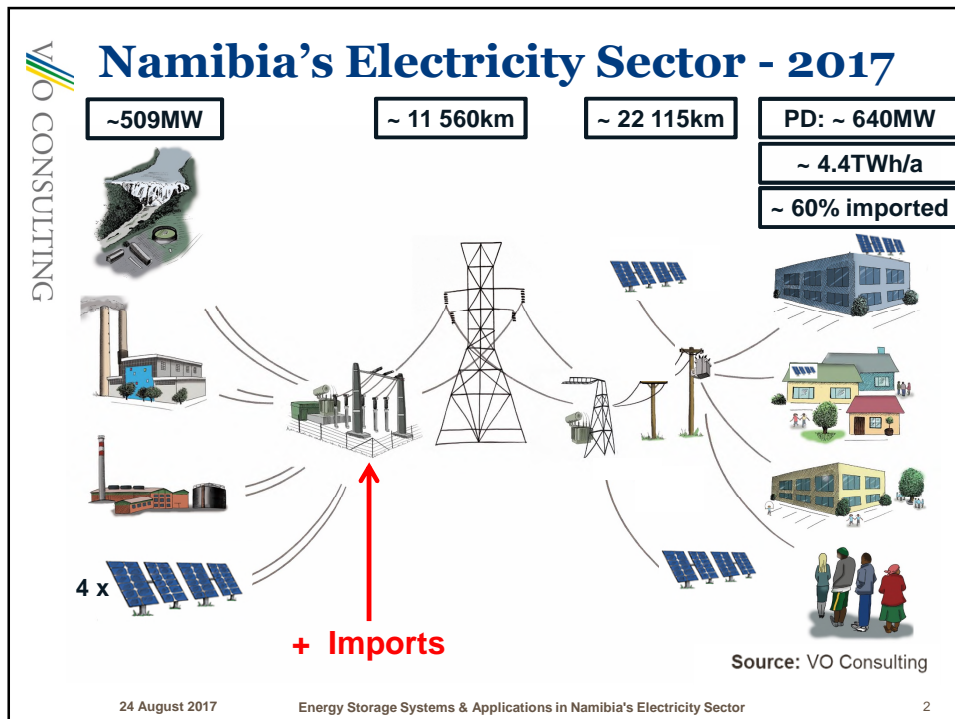 VO CONSULTING
Namibia's Electricity Sector - 2017
~509MW
~ 11 560km
~ 22 115km
PD: ~ 640MW
~ 4.4TWh/a
~ 60% imported
4 x
+ Imports
Source: VO Consulting
24 August 2017
Energy Storage Systems & Applications in Namibia's Electricity Sector
2